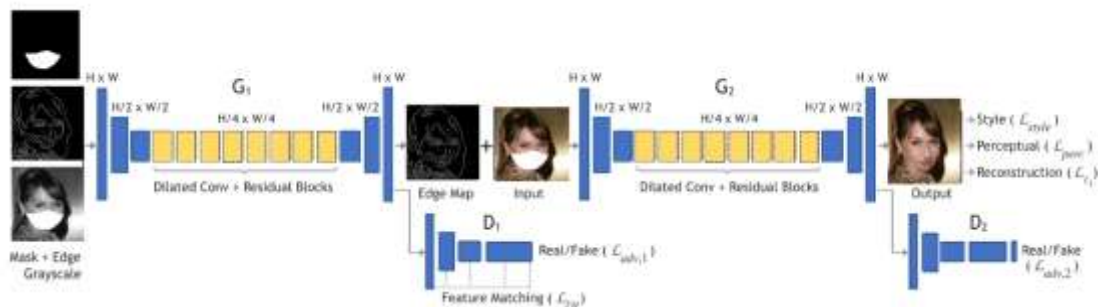 H x W
H/2 x W/2
G₁
H/4 x W/4
H/2 x W/2
H x W
Dilated Conv + Residual Blocks
Mask + Edge
Grayscale
Edge Map
+
Input
H x W
H/2 x W/2
G₂
H/4 x W/4
H/2 x W/2
H x W
Dilated Conv + Residual Blocks
Output
Style ( ℒstyle)
Perceptual ( ℒperc)
Reconstruction ( ℒℓ₁)
D₁
Real/Fake ( ℒadv,1)
Feature Matching ( ℒFM)
D₂
Real/Fake
( ℒadv,2)